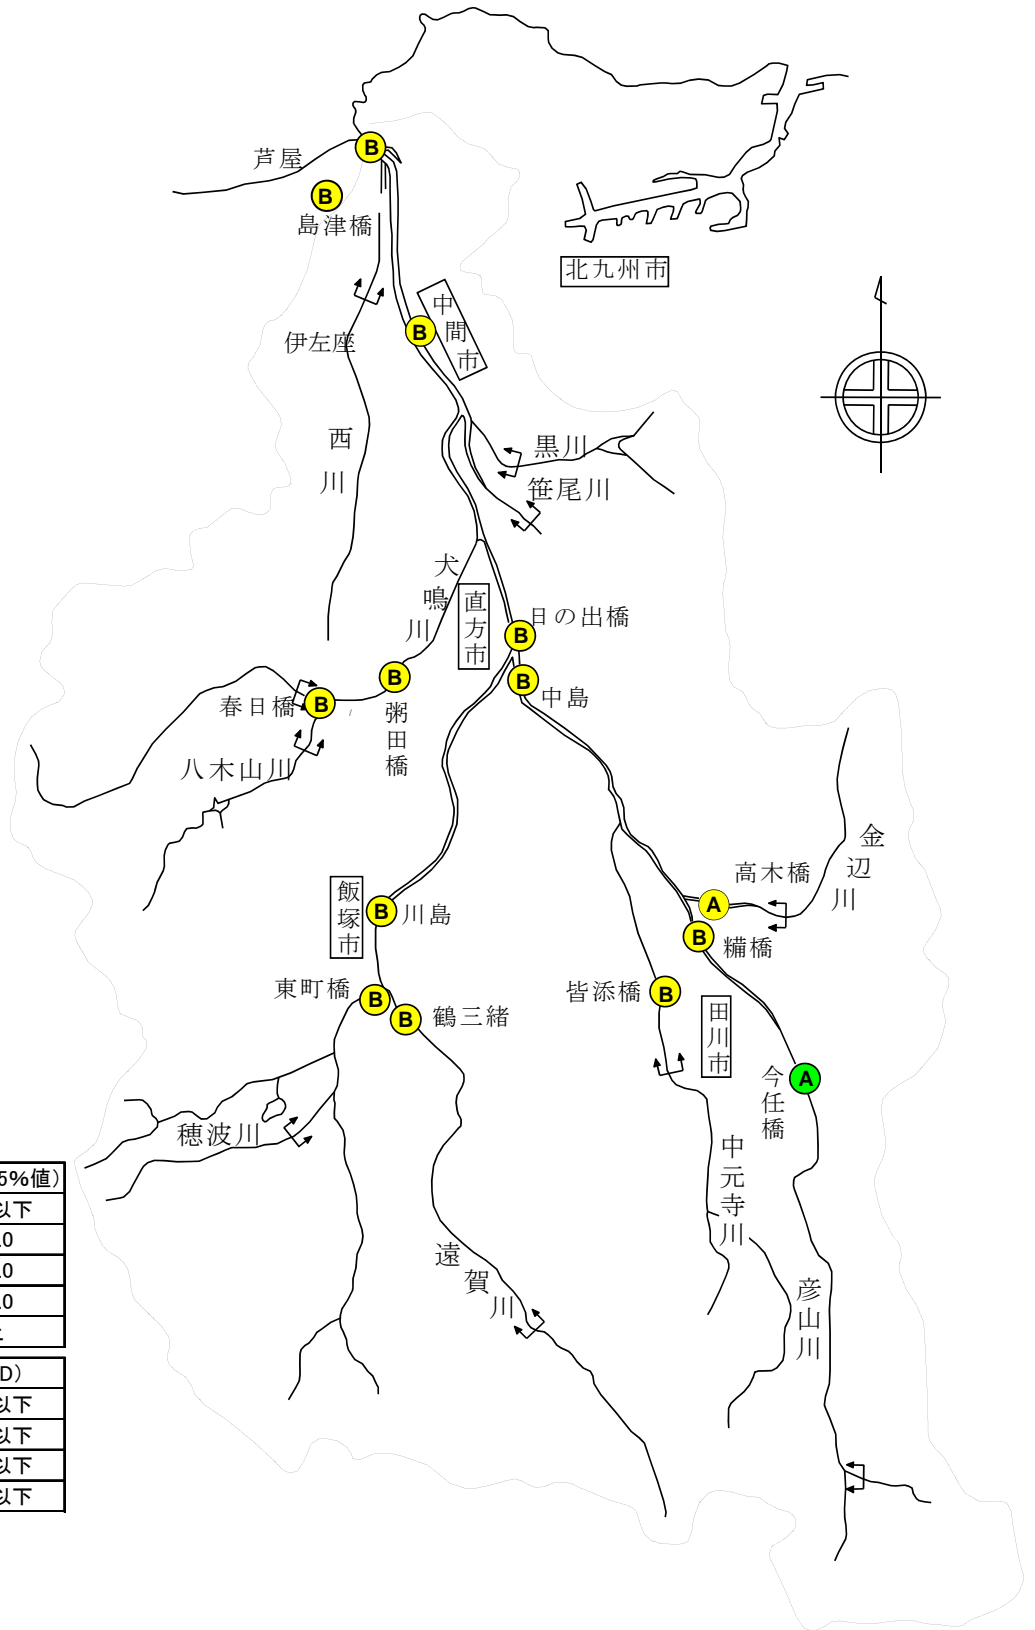 芦屋
B
B
島津橋
北九州市
中間市
B
伊左座
西川
黒川
笹尾川
犬鳴川
直方市
日の出橋
B
B
中島
B
粥田橋
春日橋
B
八木山川
金辺川
高木橋
A
B
糒橋
飯塚市
B
川島
東町橋
B
B
鶴三緒
皆添橋
B
田川市
今任橋
A
穂波川
中元寺川
遠賀川
彦山川
5%値)
以下
.0
.0
.0
D)
以下
以下
以下
以下